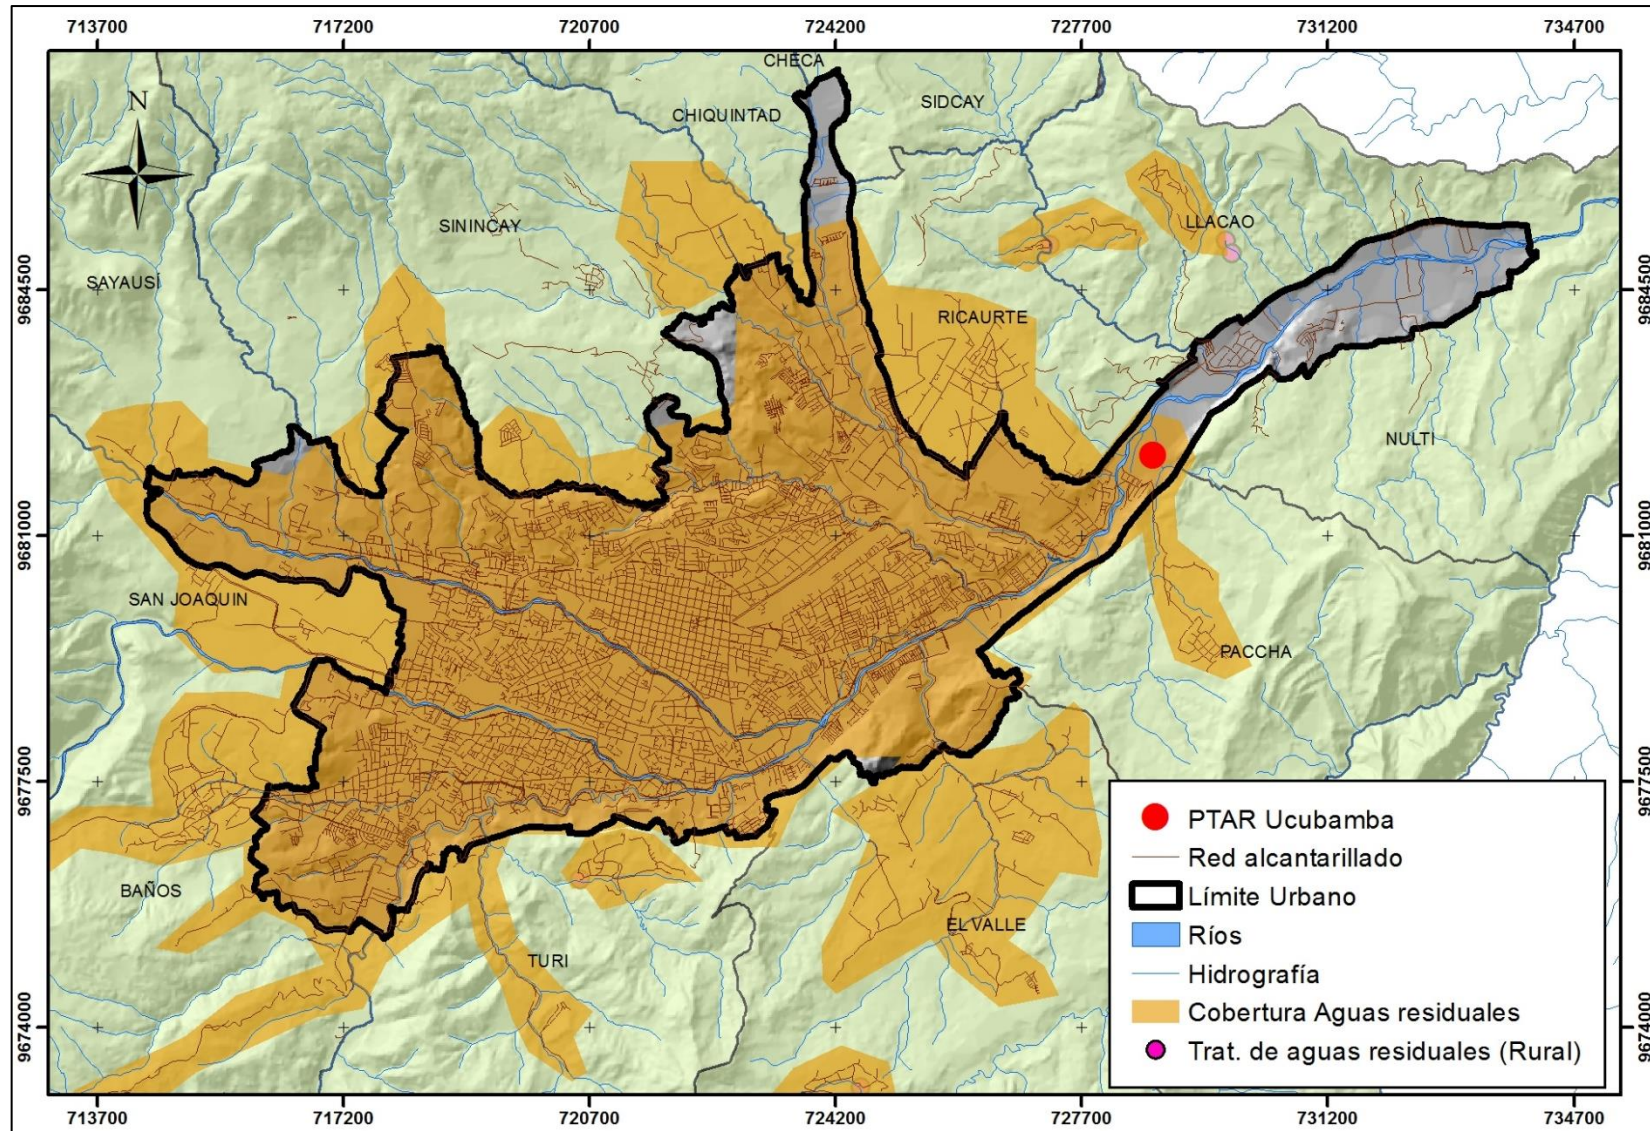 713700 717200 720700 724200 727700 731200 734700
CHECA
SIDCAY
CHIQUINTAD
N
LLACAO
SININCAY
SAYAUSÍ
9684500 9684500
RICAURTE
NULTI
9681000 9681000
SAN JOAQUIN
PACCHA
9677500 9677500
PTAR Ucubamba
Red alcantarillado
BAÑOS
Límite Urbano
EL VALLE
Ríos
TURI
Hidrografía
Cobertura Aguas residuales
9674000 9674000
Trat. de aguas residuales (Rural)
713700 717200 720700 724200 727700 731200 734700